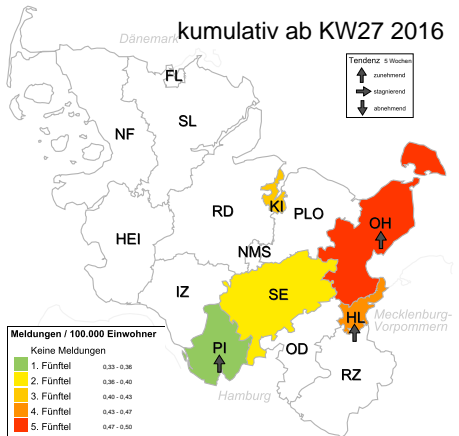 kumulativ ab KW27 2016
Dänemark
Tendenz 5 Wochen
zunehmend
stagnierend
abnehmend
FL
SL
NF
RD
KI
PLO
OH
HEI
NMS
IZ
SE
HL
Mecklenburg-
Vorpommern
PI
OD
RZ
Hamburg
Meldungen / 100.000 Einwohner
Keine Meldungen
1. Fünftel 0,33 - 0,36
2. Fünftel 0,36 - 0,40
3. Fünftel 0,40 - 0,43
4. Fünftel 0,43 - 0,47
5. Fünftel 0,47 - 0,50